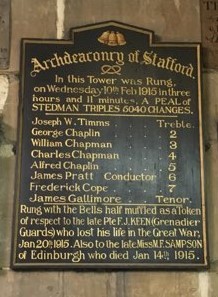 Archdeaconry of Stafford.
In this Tower was Rung,
on Wednesday 10th Feb 1915 in three
hours and 11 minutes, A PEAL of
STEDMAN TRIPLES 5040 CHANGES.
Joseph W. Timms Treble.
George Chaplin 2
William Chapman 3
Charles Chapman 4
Alfred Chaplin 5
James Pratt Conductor 6
Frederick Cope 7
James Gallimore Tenor.
Rung with the Bells half muffled as a Token
of respect to the late Pte F.J. KEEN (Grenadier
Guards) who lost his life in the Great War,
Jan 20th 1915. Also to the late Miss M.F. SAMPSON
of Edinburgh who died Jan 14th 1915.